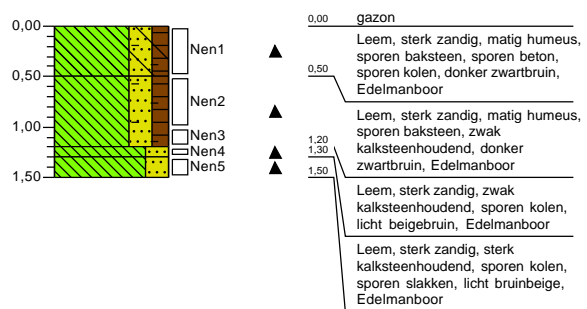 0,00
0,50
1,00
1,50
Nen1
Nen2
Nen3
Nen4
Nen5
0,00
gazon
Leem, sterk zandig, matig humeus,
sporen baksteen, sporen beton,
sporen kolen, donker zwartbruin,
Edelmanboor
0,50
Leem, sterk zandig, matig humeus,
sporen baksteen, zwak
kalksteenhoudend, donker
zwartbruin, Edelmanboor
1,20
Leem, sterk zandig, zwak
kalksteenhoudend, sporen kolen,
licht beigebruin, Edelmanboor
1,30
Leem, sterk zandig, sterk
kalksteenhoudend, sporen kolen,
sporen slakken, licht bruinbeige,
Edelmanboor
1,50